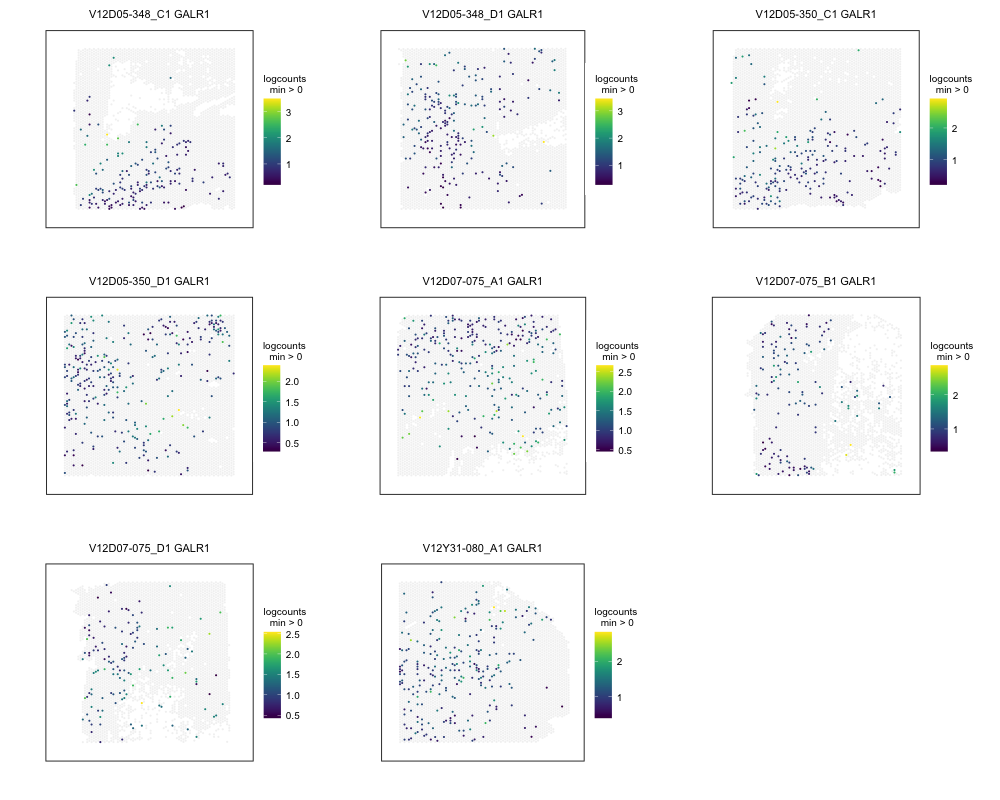 V12D05-348_C1 GALR1
logcounts
min > 0
3
2
1
V12D05-348_D1 GALR1
logcounts
min > 0
3
2
1
V12D05-350_C1 GALR1
logcounts
min > 0
2
1
V12D05-350_D1 GALR1
logcounts
min > 0
2.0
1.5
1.0
0.5
V12D07-075_A1 GALR1
logcounts
min > 0
2.5
2.0
1.5
1.0
0.5
V12D07-075_B1 GALR1
logcounts
min > 0
2
1
V12D07-075_D1 GALR1
logcounts
min > 0
2.5
2.0
1.5
1.0
0.5
V12Y31-080_A1 GALR1
logcounts
min > 0
2
1